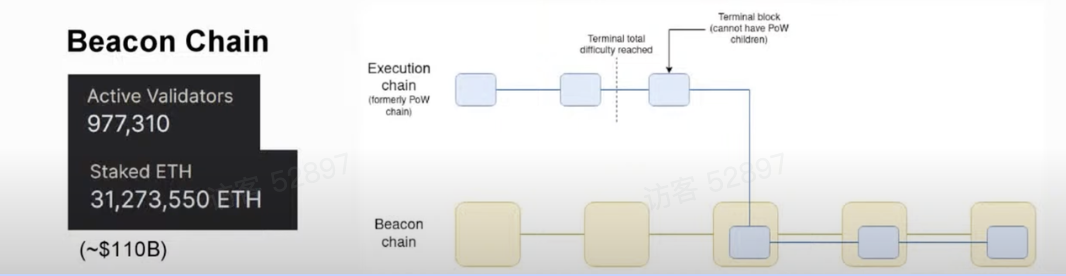 Beacon Chain
Active Validators
977,310
Staked ETH
31,273,550 ETH
(~$110B)
Execution
chain
(formerly PoW
chain)
Terminal total
difficulty reached
Terminal block
(cannot have PoW
children)
Beacon
chain
访客 52897
访客 52897